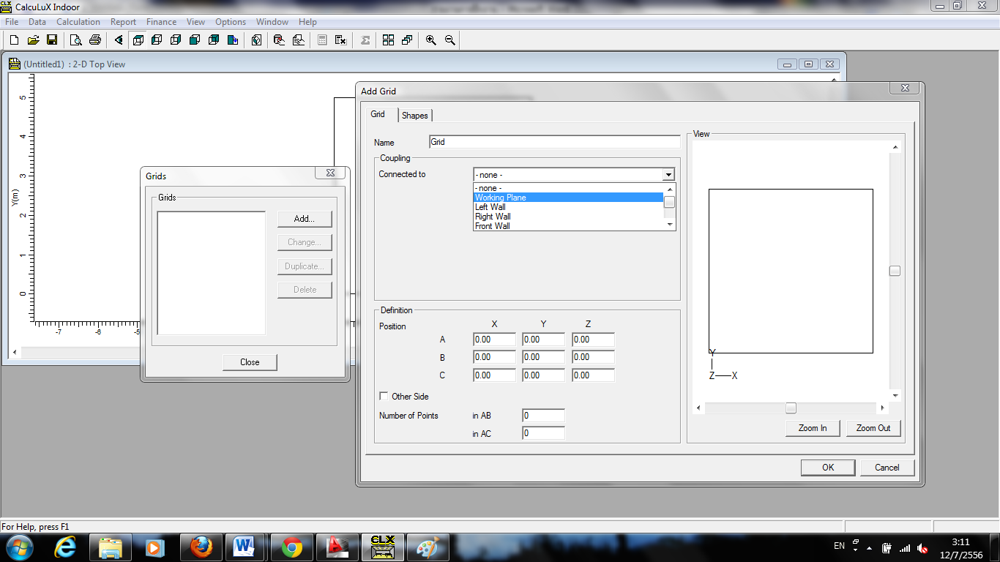 CalcuLuX Indoor
File Data Calculation Report Finance View Options Window Help
(Untitled1) : 2-D Top View
5
4
3
2
1
0
Y(m)
-7
-6
Grids
Grids
Add...
Change...
Duplicate...
Delete
Close
Add Grid
Grid Shapes
Name Grid
Coupling
Connected to - none -
- none -
Working Plane
Left Wall
Right Wall
Front Wall
Definition
Position X Y Z
A 0.00 0.00 0.00
B 0.00 0.00 0.00
C 0.00 0.00 0.00
Other Side
Number of Points in AB 0
in AC 0
View
Y
Z X
Zoom In Zoom Out
OK Cancel
For Help, press F1
CLX
EN
3:11
12/7/2556